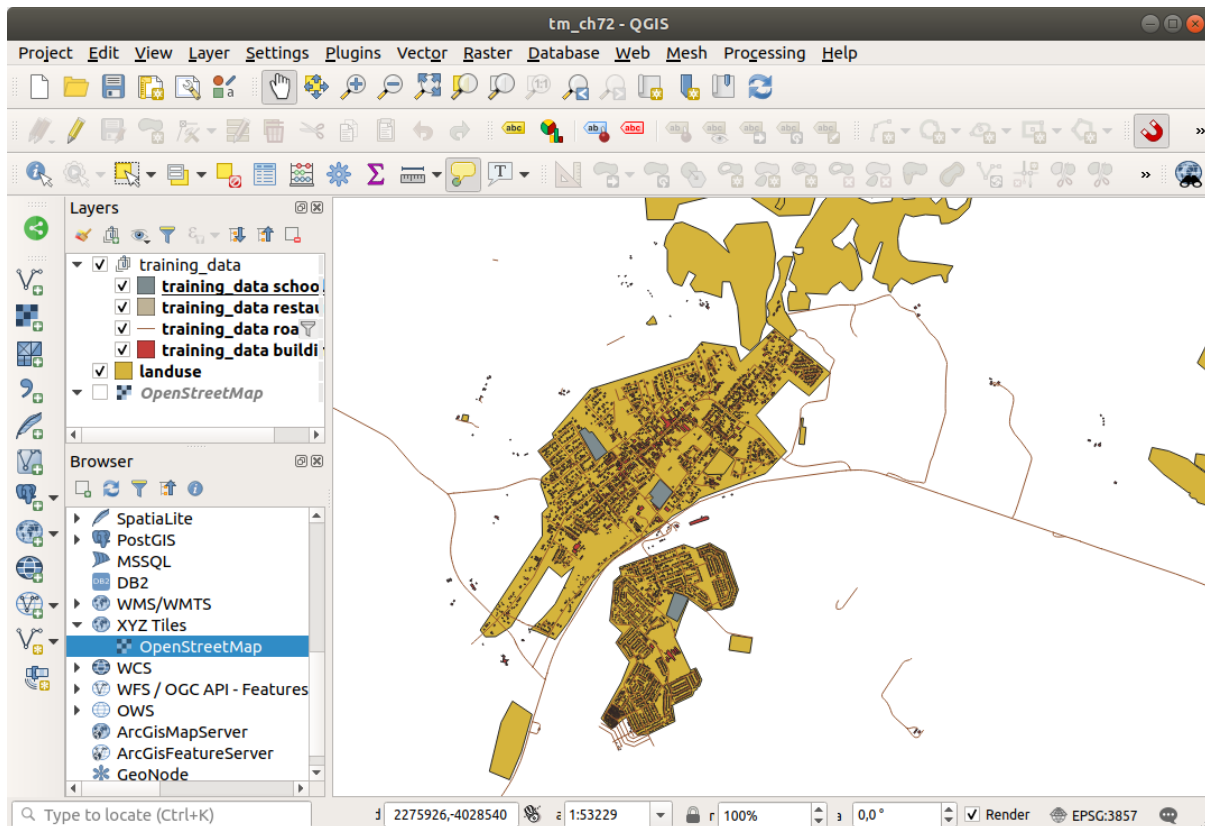 tm_ch72 - QGIS
Project Edit View Layer Settings Plugins Vector Raster Database Web Mesh Processing Help
Layers
training_data
training_data schoo
training_data restau
training_data roa
training_data buildi
landuse
OpenStreetMap
Browser
SpatiaLite
PostGIS
MSSQL
DB2
WMS/WMTS
XYZ Tiles
OpenStreetMap
WCS
WFS / OGC API - Features
OWS
ArcGisMapServer
ArcGisFeatureServer
GeoNode
Type to locate (Ctrl+K) 2275926,-4028540 1:53229 100% 0,0 ° Render EPSG:3857